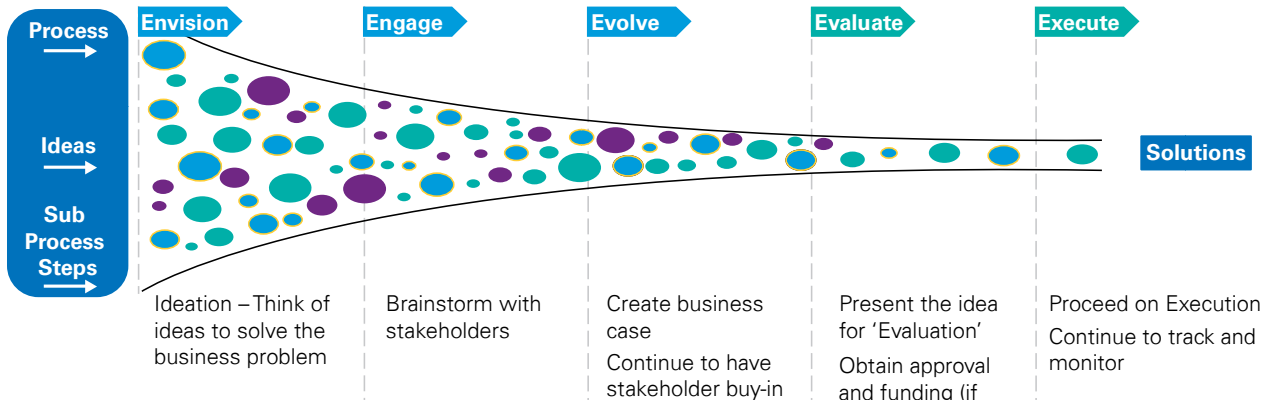 Process
Envision
Engage
Evolve
Evaluate
Execute
Ideas
Solutions
Sub
Process
Steps
Ideation – Think of
ideas to solve the
business problem
Brainstorm with
stakeholders
Create business
case
Continue to have
stakeholder buy-in
Present the idea
for ‘Evaluation’
Obtain approval
and funding (if
Proceed on Execution
Continue to track and
monitor